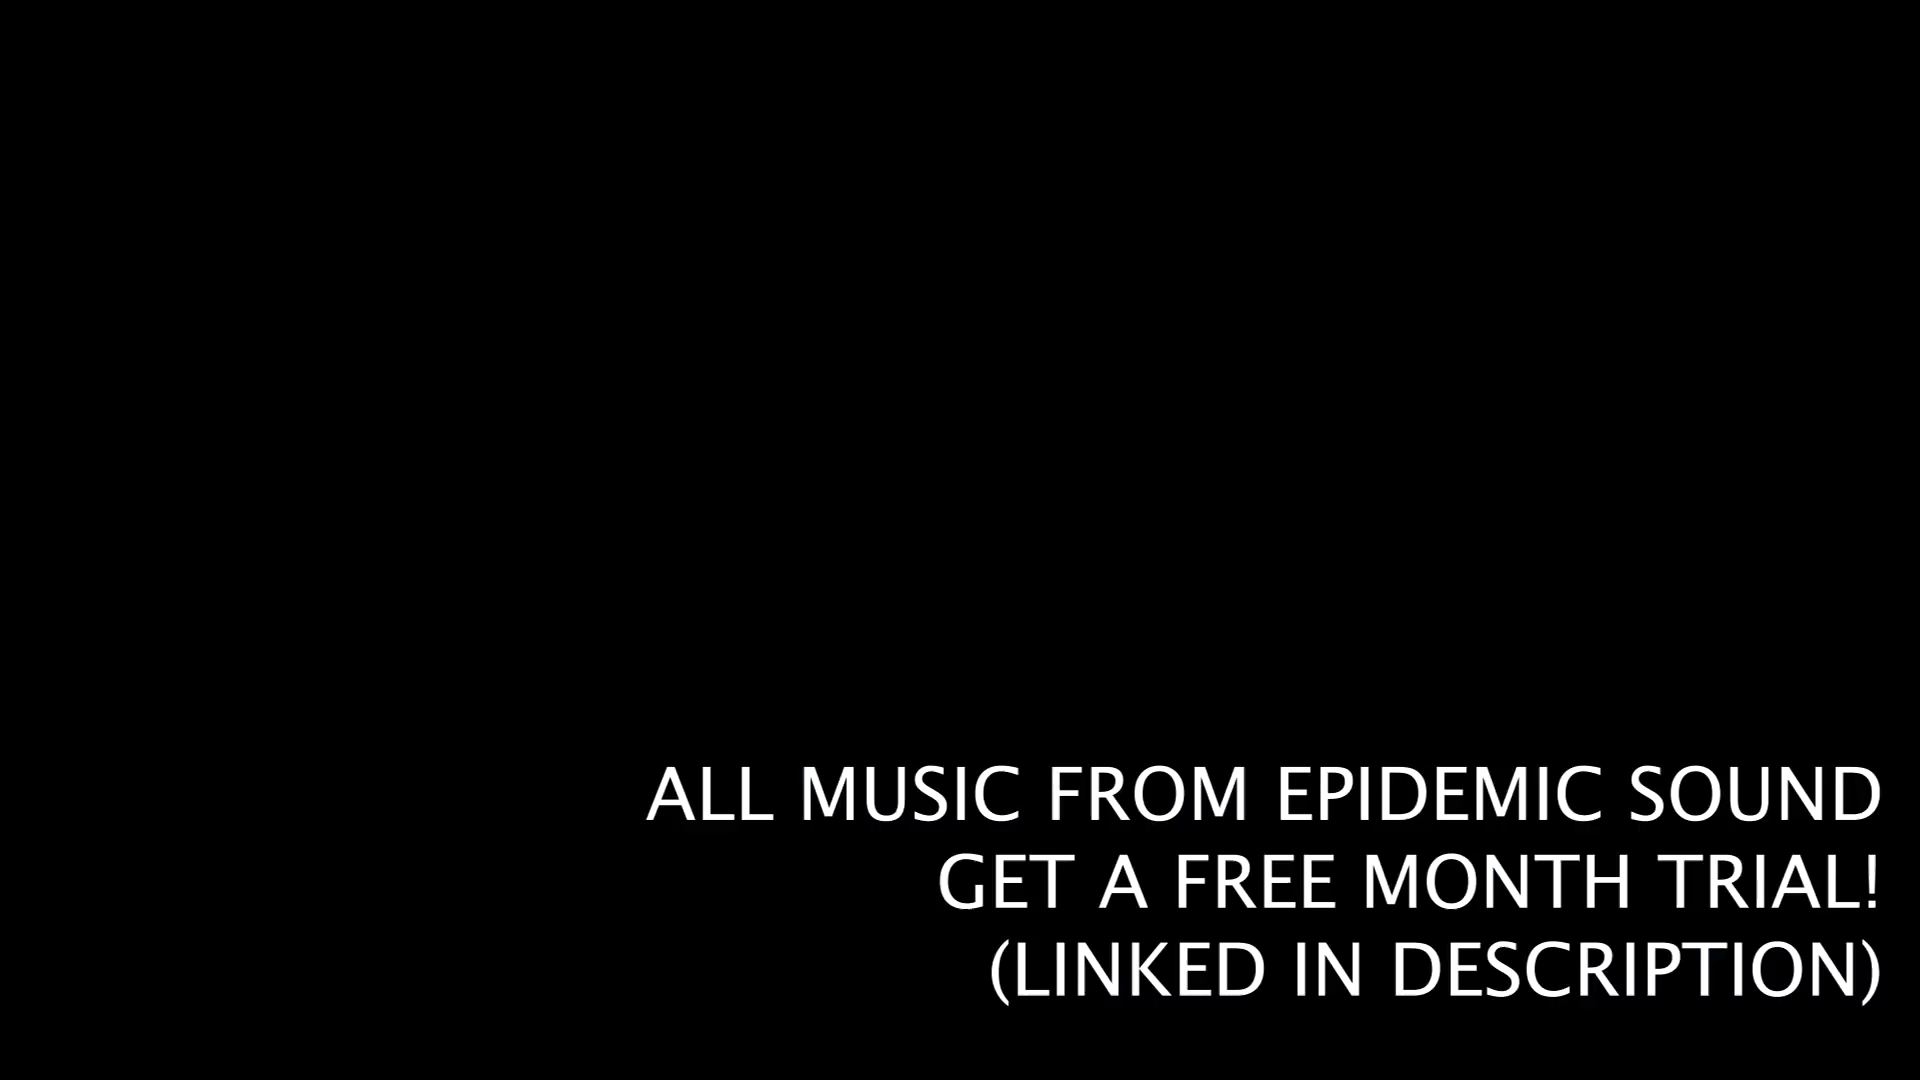 ALL MUSIC FROM EPIDEMIC SOUND
GET A FREE MONTH TRIAL!
(LINKED IN DESCRIPTION)